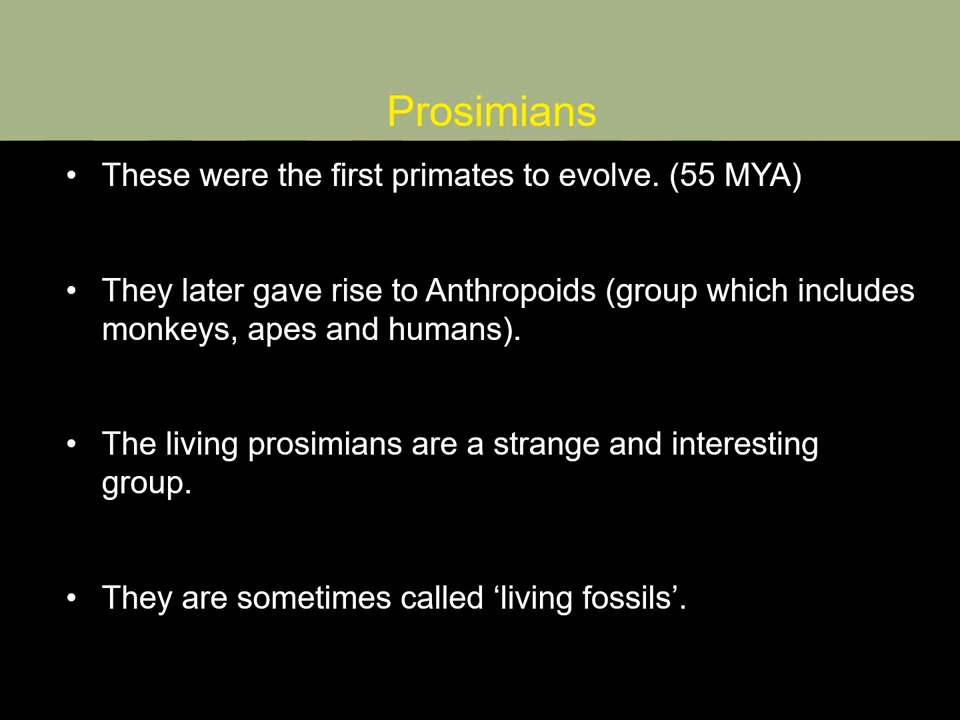 Prosimians
• These were the first primates to evolve. (55 MYA)
• They later gave rise to Anthropoids (group which includes
monkeys, apes and humans).
• The living prosimians are a strange and interesting
group.
• They are sometimes called ‘living fossils’.